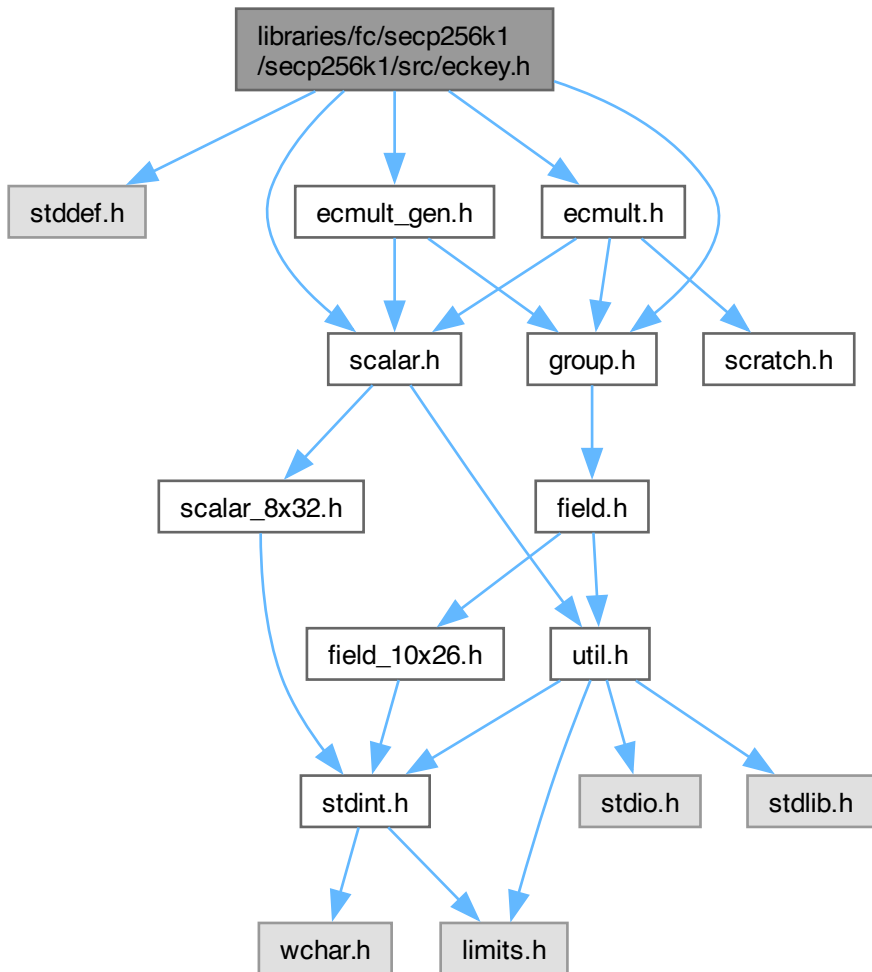 libraries/fc/secp256k1
/secp256k1/src/eckey.h
stddef.h
ecmult_gen.h
ecmult.h
scalar.h
group.h
scratch.h
scalar_8x32.h
field.h
field_10x26.h
util.h
stdint.h
stdio.h
stdlib.h
wchar.h
limits.h